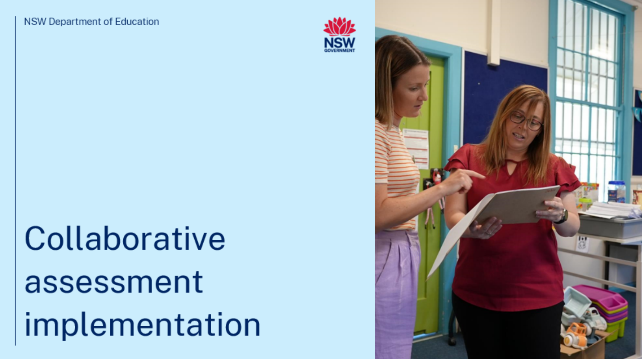 NSW Department of Education
NSW
GOVERNMENT
Collaborative
assessment
implementation